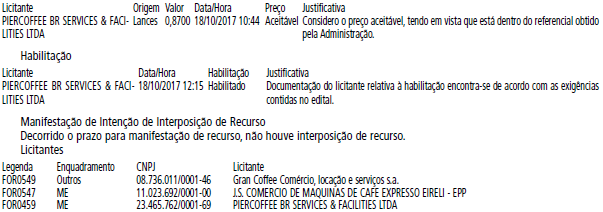 Licitante Origem Valor Data/Hora Preço Justificativa
PIERCOFFEE BR SERVICES & FACI- Lances 0,8700 18/10/2017 10:44 Aceitável Considero o preço aceitável, tendo em vista que está dentro do referencial obtido
LITIES LTDA pela Administração.
Habilitação
Licitante Data/Hora Habilitação Justificativa
PIERCOFFEE BR SERVICES & FACI- 18/10/2017 12:15 Habilitado Documentação do licitante relativa à habilitação encontra-se de acordo com as exigências
LITIES LTDA contidas no edital.
Manifestação de Intenção de Interposição de Recurso
Decorrido o prazo para manifestação de recurso, não houve interposição de recurso.
Licitantes
Legenda Enquadramento CNPJ Licitante
FOR0549 Outros 08.736.011/0001-46 Gran Coffee Comércio, locação e serviços s.a.
FOR0547 ME 11.023.692/0001-00 J.S. COMERCIO DE MAQUINAS DE CAFE EXPRESSO EIRELI - EPP
FOR0459 ME 23.465.762/0001-69 PIERCOFFEE BR SERVICES & FACILITIES LTDA